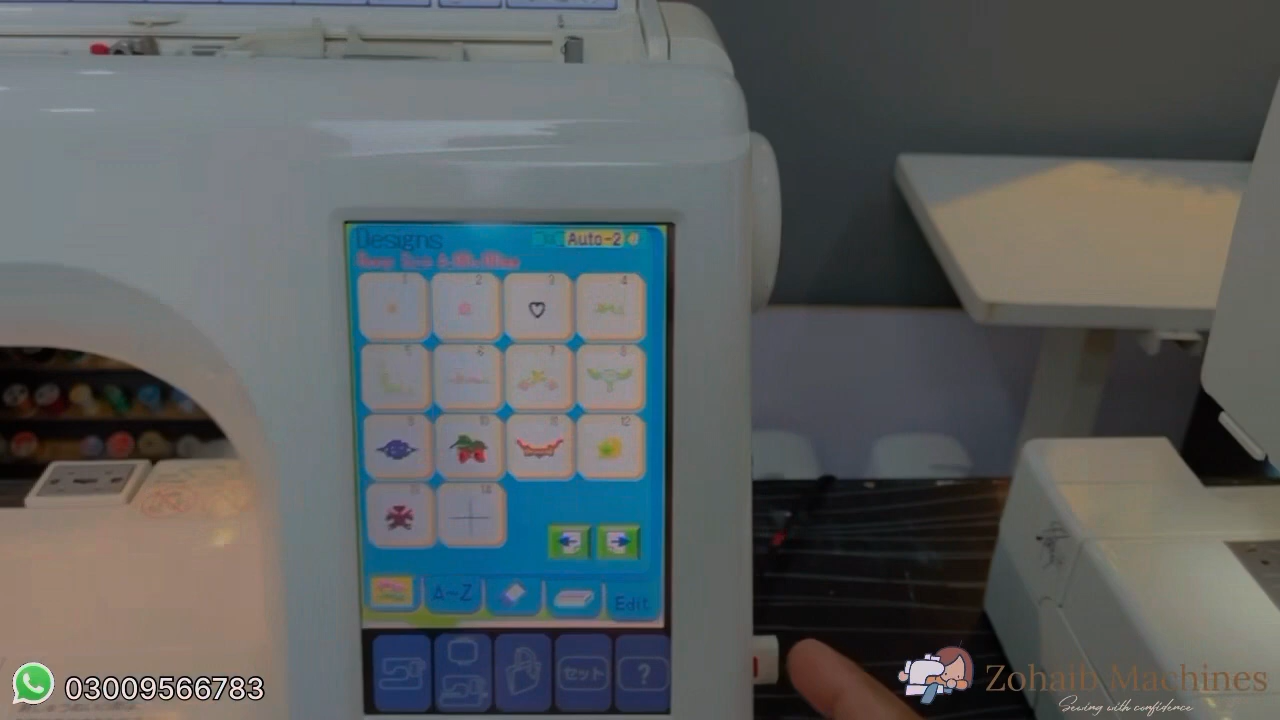 Designs
Auto-2
1
2
3
4
5
6
7
8
9
10
11
12
13
14
A~Z
Edit
セット
?
03009566783
Zohaib Machines
Sewing with confidence